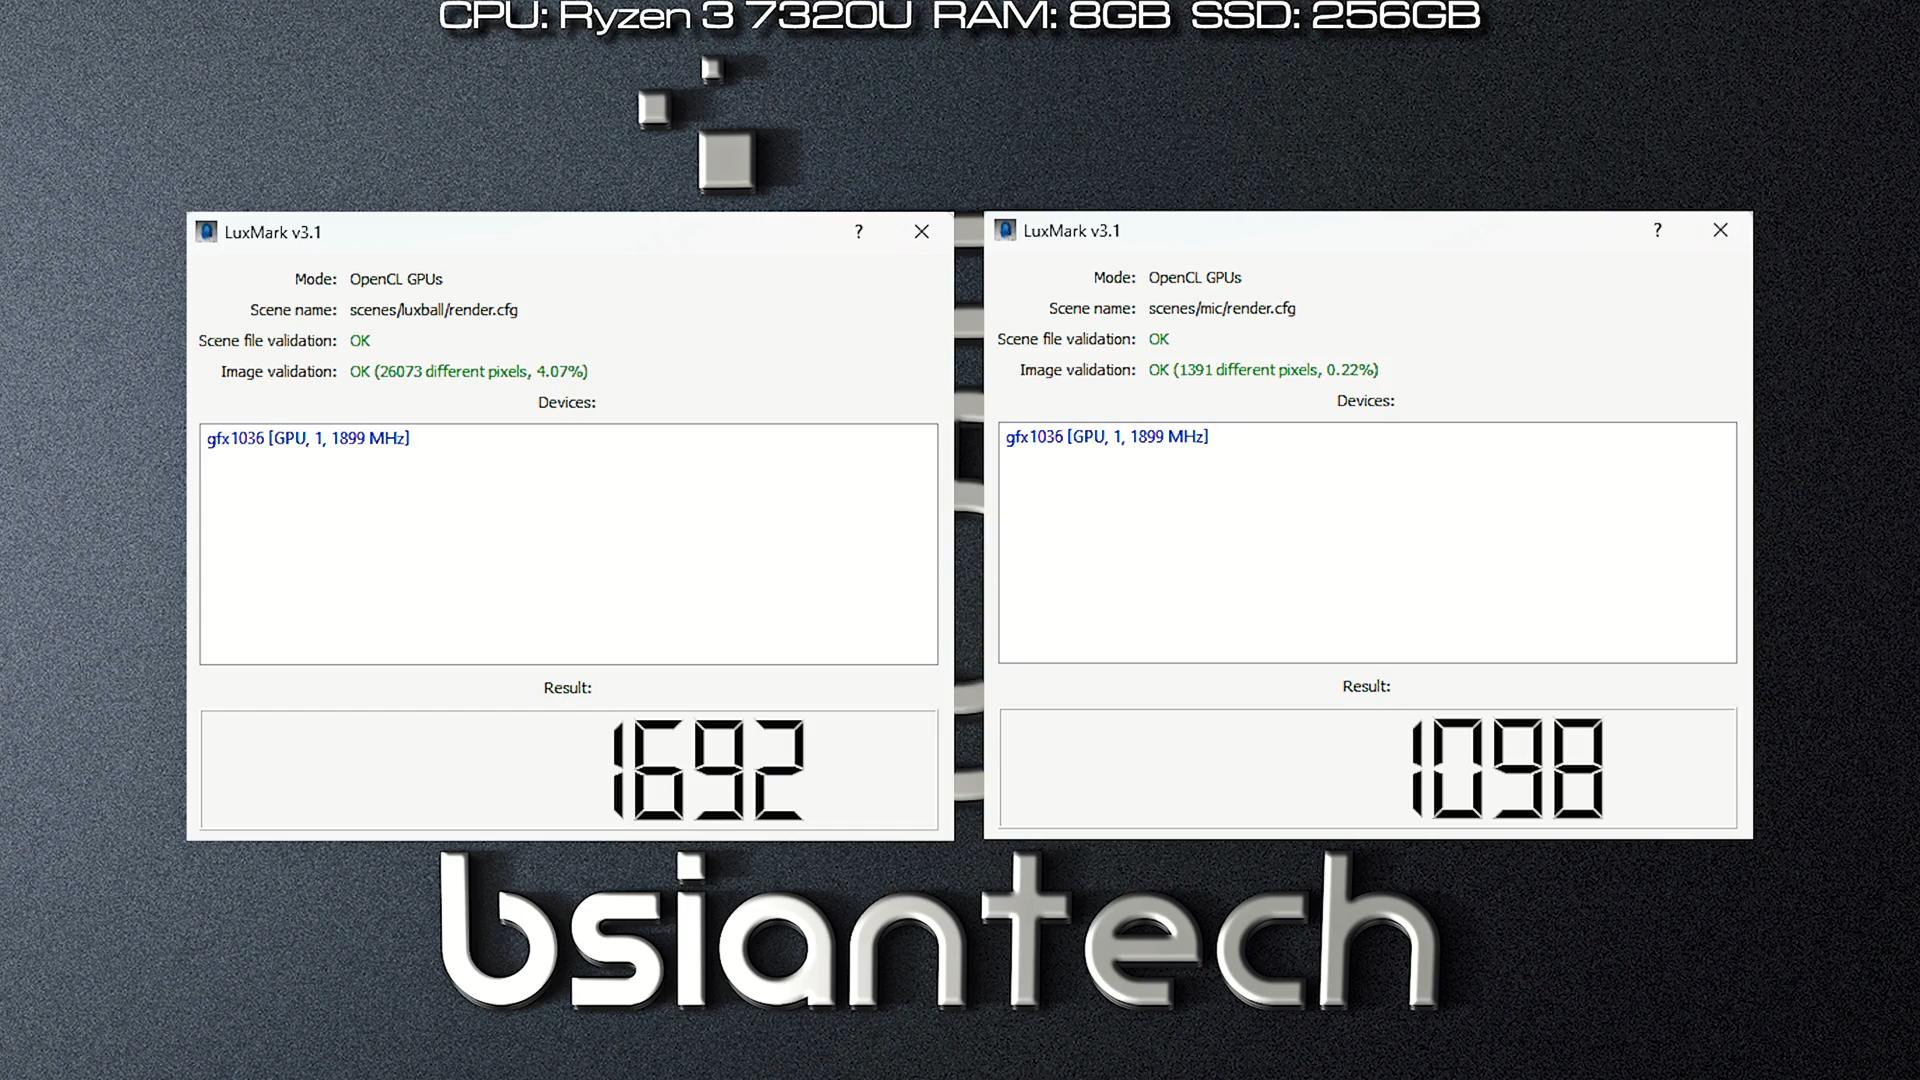 CPU: Ryzen 3 7320U RAM: 8GB SSD: 256GB
LuxMark v3.1
Mode: OpenCL GPUs
Scene name: scenes/luxball/render.cfg
Scene file validation: OK
Image validation: OK (26073 different pixels, 4.07%)
Devices:
gfx1036 [GPU, 1, 1899 MHz]
Result:
1692
LuxMark v3.1
Mode: OpenCL GPUs
Scene name: scenes/mic/render.cfg
Scene file validation: OK
Image validation: OK (1391 different pixels, 0.22%)
Devices:
gfx1036 [GPU, 1, 1899 MHz]
Result:
1098
bsiantech